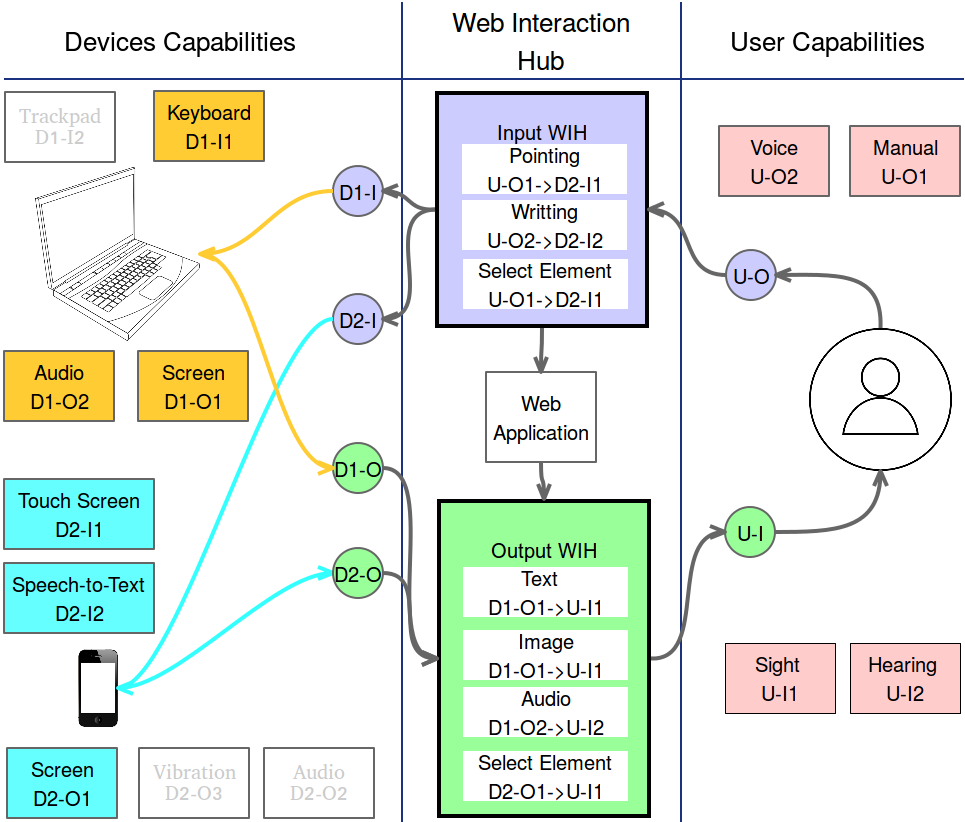 Devices Capabilities
Web Interaction
Hub
User Capabilities
Trackpad
D1-I2
Keyboard
D1-I1
Audio
D1-O2
Screen
D1-O1
Touch Screen
D2-I1
Speech-to-Text
D2-I2
Screen
D2-O1
Vibration
D2-O3
Audio
D2-O2
D1-I
D2-I
D1-O
D2-O
Input WIH
Pointing
U-O1->D2-I1
Writting
U-O2->D2-I2
Select Element
U-O1->D2-I1
Web
Application
Output WIH
Text
D1-O1->U-I1
Image
D1-O1->U-I1
Audio
D1-O2->U-I2
Select Element
D2-O1->U-I1
Voice
U-O2
Manual
U-O1
U-O
U-I
Sight
U-I1
Hearing
U-I2